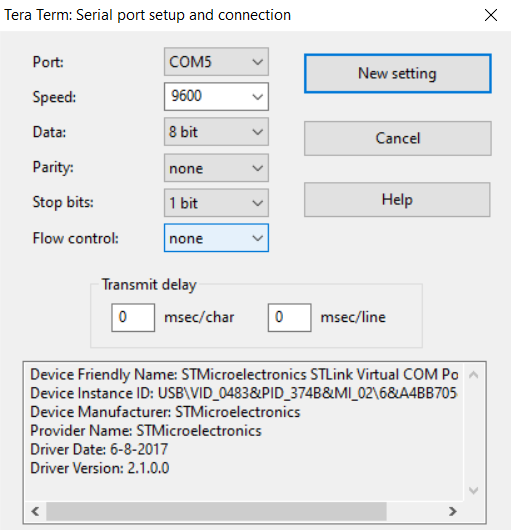 Tera Term: Serial port setup and connection
Port: COM5 New setting
Speed: 9600
Data: 8 bit Cancel
Parity: none
Stop bits: 1 bit Help
Flow control: none
Transmit delay
0 msec/char 0 msec/line
Device Friendly Name: STMicroelectronics STLink Virtual COM Po
Device Instance ID: USB\VID_0483&PID_374B&MI_02\6&A4BB705
Device Manufacturer: STMicroelectronics
Provider Name: STMicroelectronics
Driver Date: 6-8-2017
Driver Version: 2.1.0.0